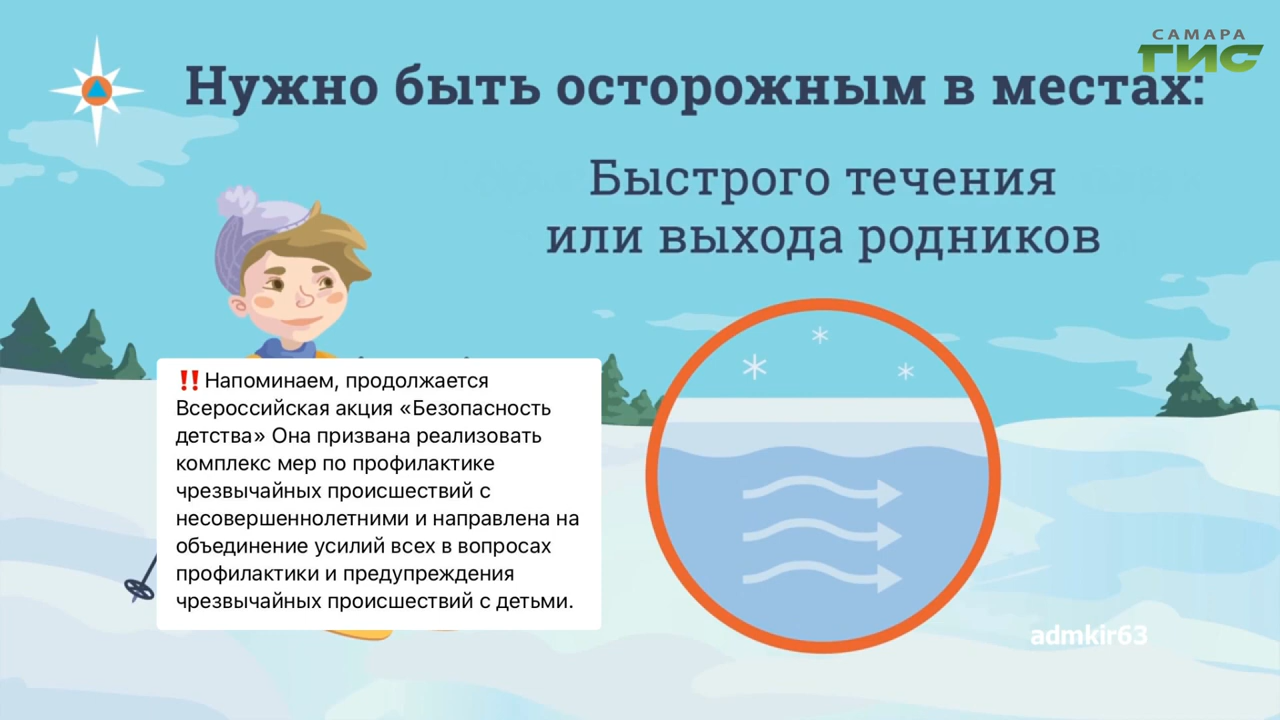 САМАРА
ГИС
Нужно быть осторожным в местах:
Быстрого течения
или выхода родников
‼️Напоминаем, продолжается
Всероссийская акция «Безопасность
детства» Она призвана реализовать
комплекс мер по профилактике
чрезвычайных происшествий с
несовершеннолетними и направлена на
объединение усилий всех в вопросах
профилактики и предупреждения
чрезвычайных происшествий с детьми.
admkir63